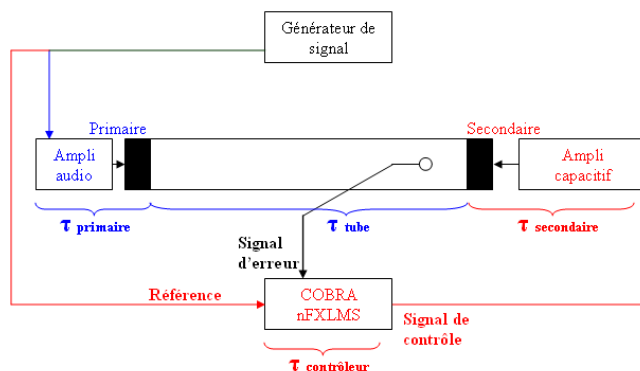 Générateur de
signal
Primaire
Secondaire
Ampli
audio
Ampli
capacitif
τ primaire
τ tube
τ secondaire
Signal
d'erreur
Référence
COBRA
nFXLMS
Signal de
contrôle
τ contrôleur